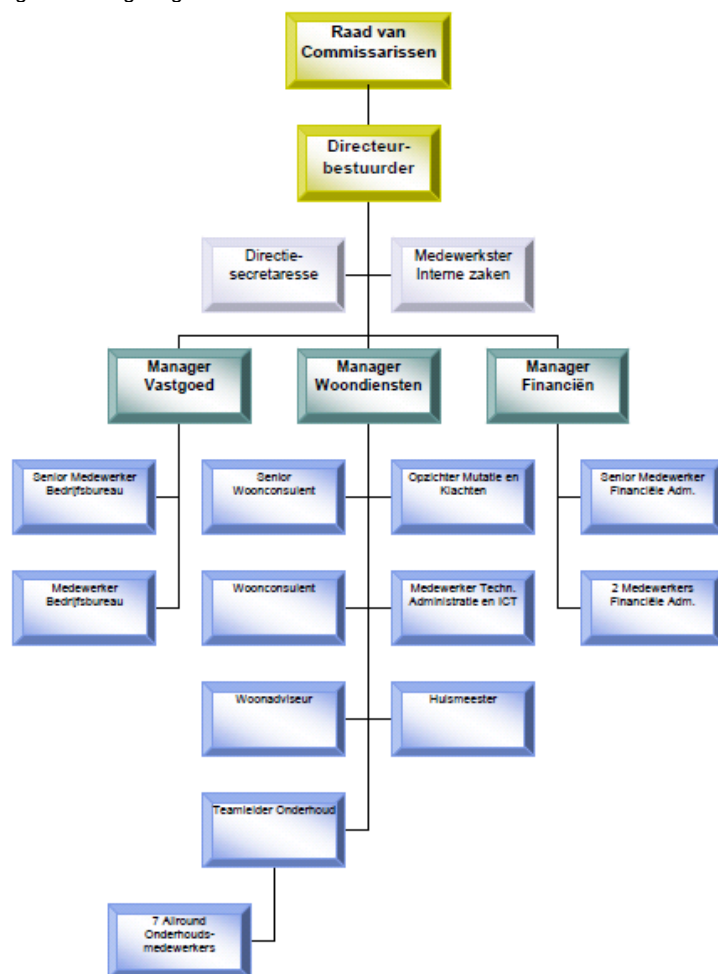 Raad van
Commissarissen
Directeur-
bestuurder
Directie-
secretaresse
Medewerkster
Interne zaken
Manager
Vastgoed
Manager
Woondiensten
Manager
Financiën
Senior Medewerker
Bedrijfsbureau
Senior
Woonconsulent
Opzichter Mutatie en
Klachten
Senior Medewerker
Financiële Adm.
Medewerker
Bedrijfsbureau
Woonconsulent
Medewerker Techn.
Administratie en ICT
2 Medewerkers
Financiële Adm.
Woonadviseur
Huismeester
Teamleider Onderhoud
7 Allround
Onderhouds-
medewerkers